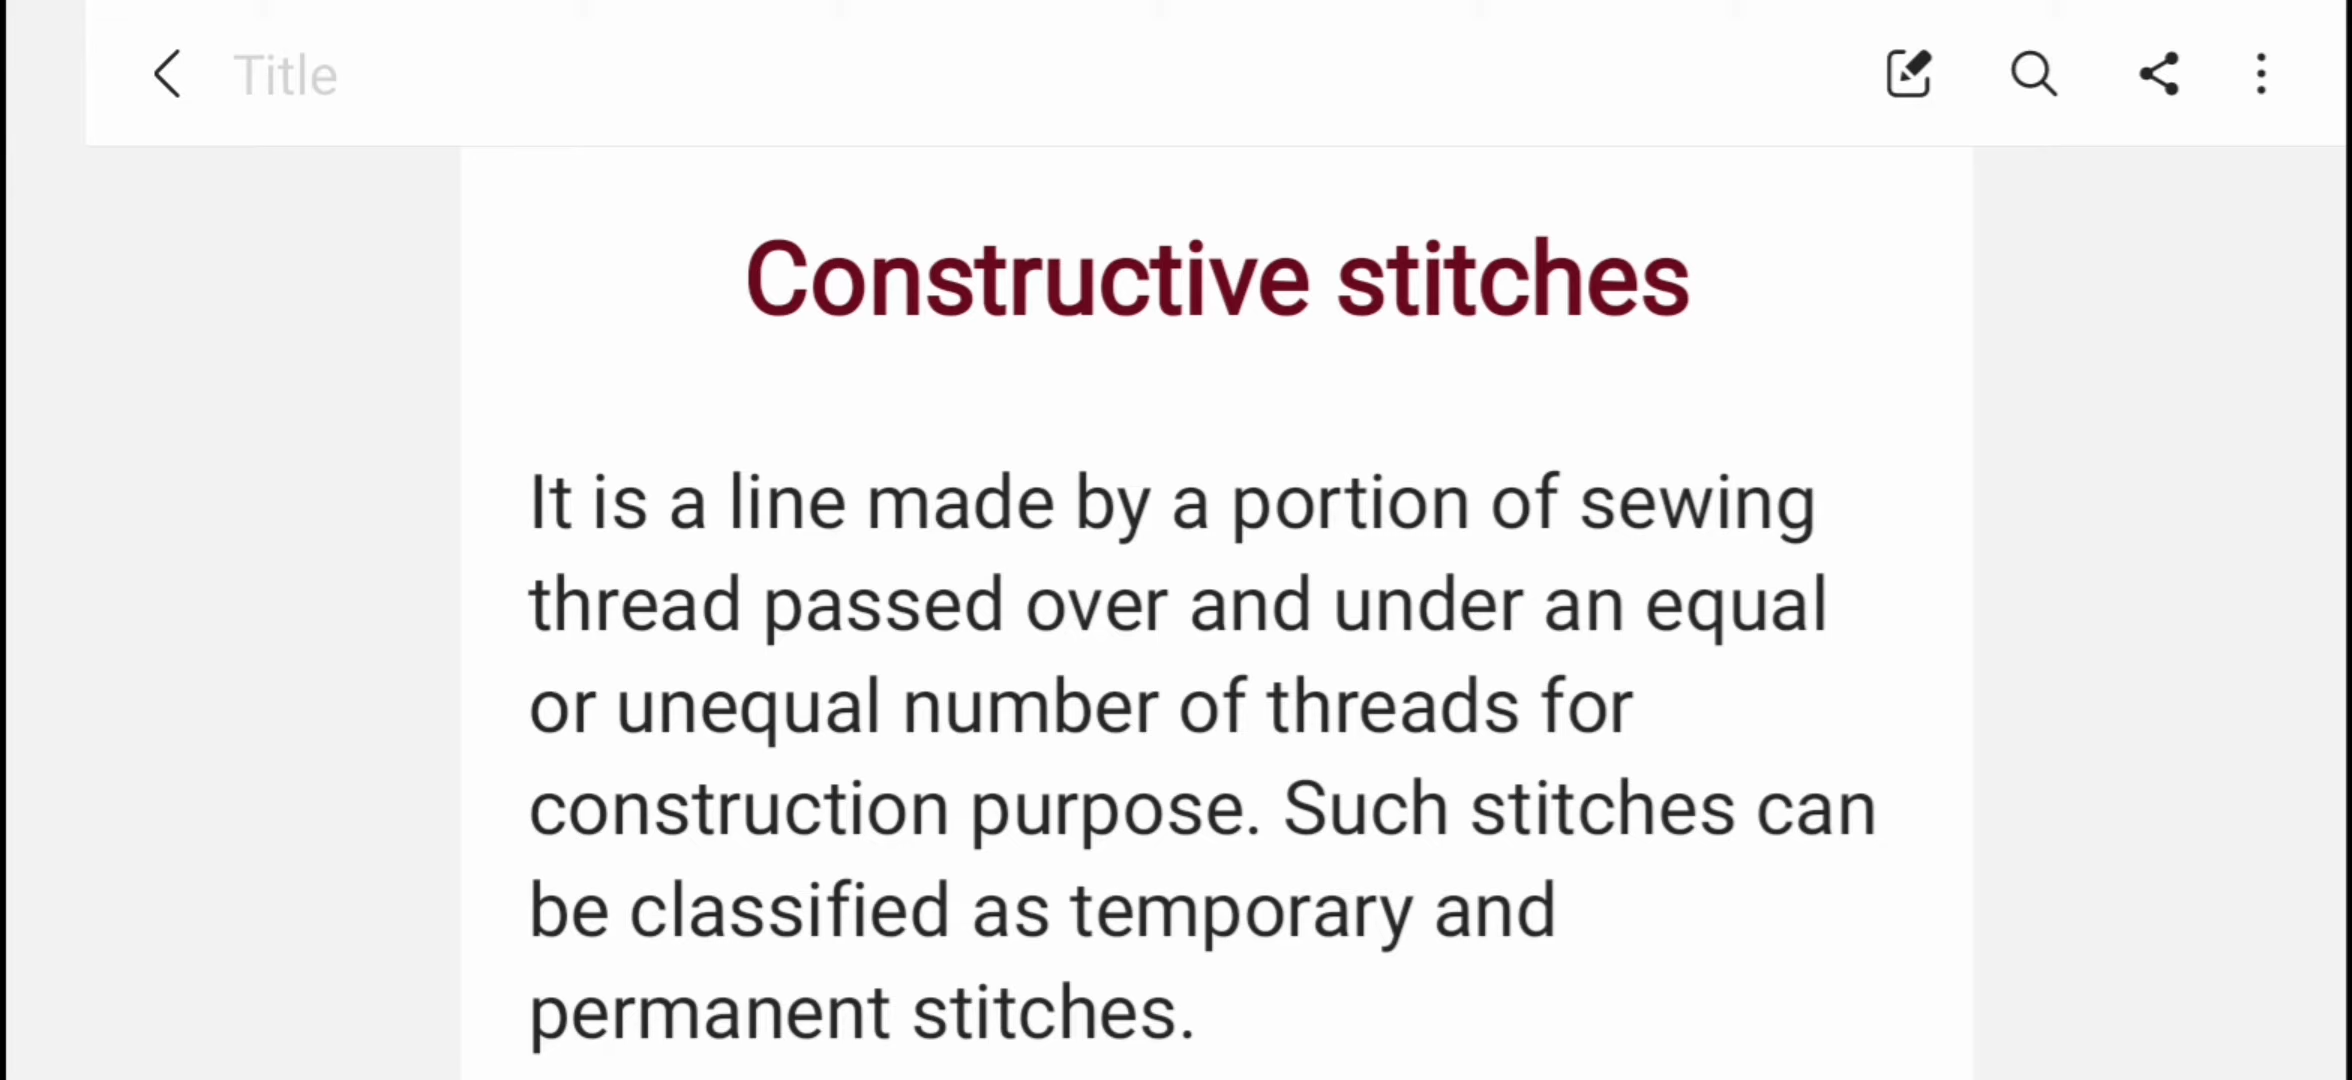 Title
Constructive stitches
It is a line made by a portion of sewing
thread passed over and under an equal
or unequal number of threads for
construction purpose. Such stitches can
be classified as temporary and
permanent stitches.